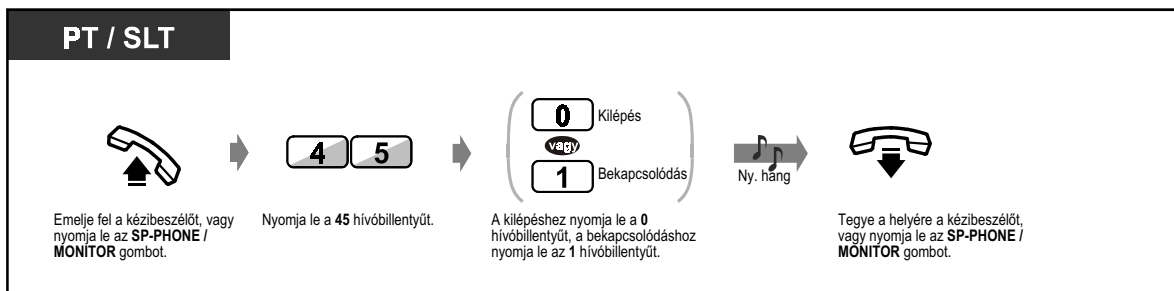 PT / SLT
4 5
0 Kilépés
vagy
1 Bekapcsolódás
Ny. hang
Emelje fel a kézibeszélőt, vagy
nyomja le az SP-PHONE /
MONITOR gombot.
Nyomja le a 45 hívóbillentyűt.
A kilépéshez nyomja le a 0
hívóbillentyűt, a bekapcsolódáshoz
nyomja le az 1 hívóbillentyűt.
Tegye a helyére a kézibeszélőt,
vagy nyomja le az SP-PHONE /
MONITOR gombot.